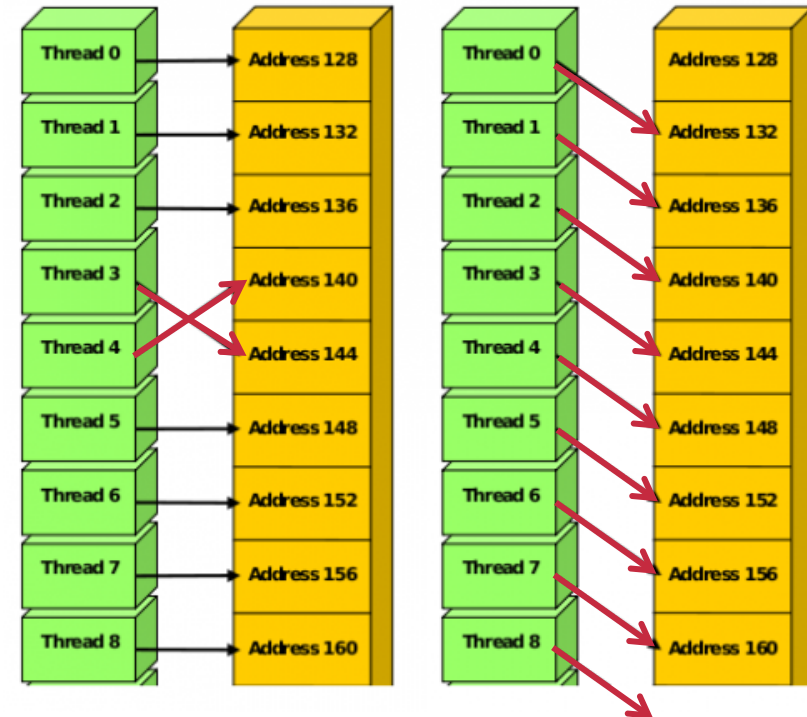 Thread 0
Address 128
Thread 1
Address 132
Thread 2
Address 136
Thread 3
Address 140
Thread 4
Address 144
Thread 5
Address 148
Thread 6
Address 152
Thread 7
Address 156
Thread 8
Address 160
Thread 0
Address 128
Thread 1
Address 132
Thread 2
Address 136
Thread 3
Address 140
Thread 4
Address 144
Thread 5
Address 148
Thread 6
Address 152
Thread 7
Address 156
Thread 8
Address 160